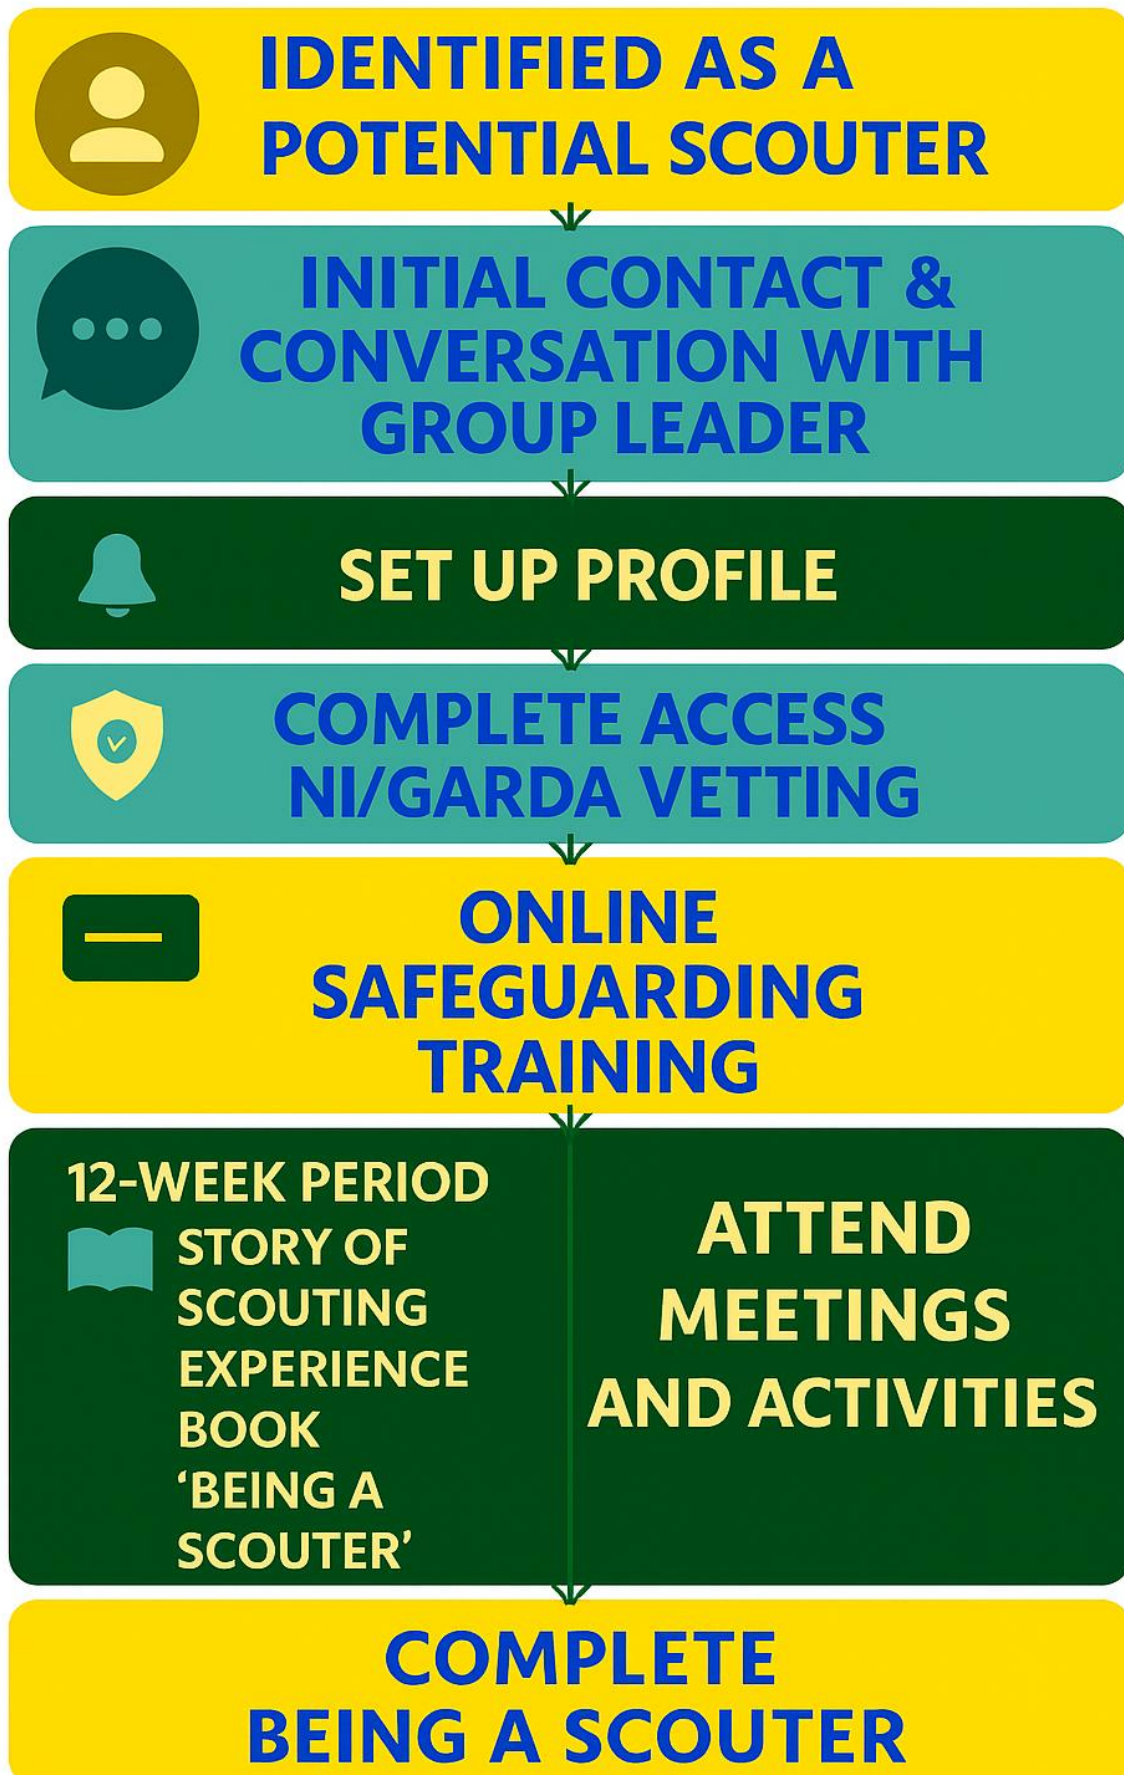 IDENTIFIED AS A
POTENTIAL SCOUTER
INITIAL CONTACT &
CONVERSATION WITH
GROUP LEADER
SET UP PROFILE
COMPLETE ACCESS
NI/GARDA VETTING
ONLINE
SAFEGUARDING
TRAINING
12-WEEK PERIOD
STORY OF
SCOUTING
EXPERIENCE
BOOK
‘BEING A
SCOUTER’
ATTEND
MEETINGS
AND ACTIVITIES
COMPLETE
BEING A SCOUTER